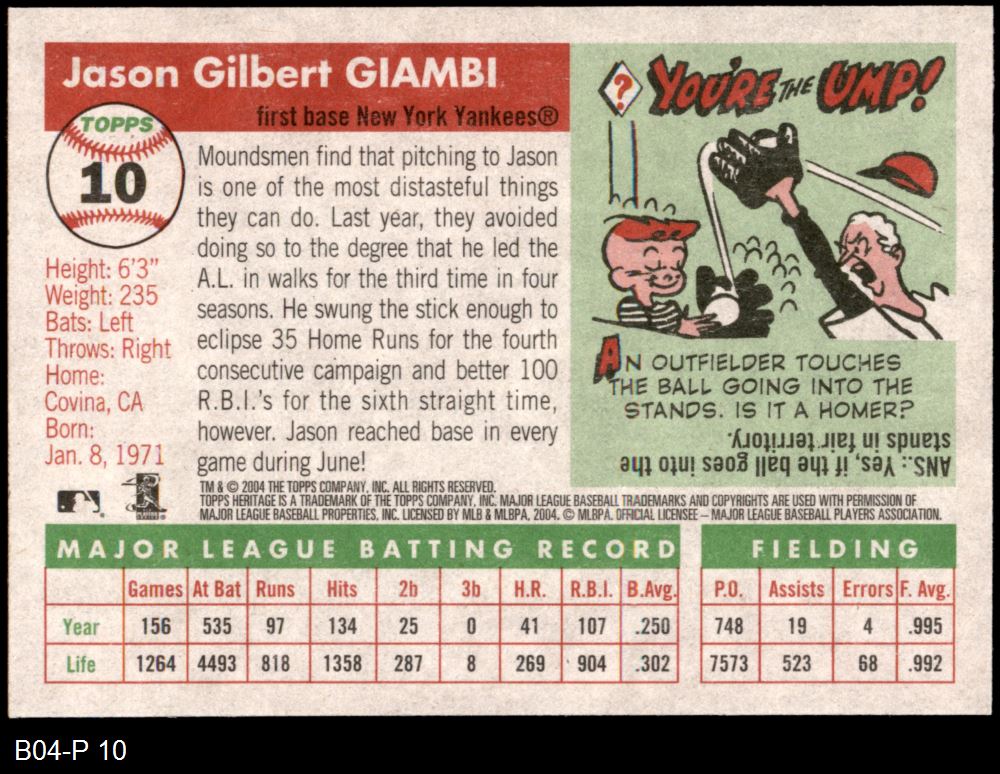 Jason Gilbert GIAMBI
first base New York Yankees®
TOPPS
10
Height: 6'3"
Weight: 235
Bats: Left
Throws: Right
Home:
Covina, CA
Born:
Jan. 8, 1971
Moundsmen find that pitching to Jason
is one of the most distasteful things
they can do. Last year, they avoided
doing so to the degree that he led the
A.L. in walks for the third time in four
seasons. He swung the stick enough to
eclipse 35 Home Runs for the fourth
consecutive campaign and better 100
R.B.I.'s for the sixth straight time,
however. Jason reached base in every
game during June!
? YOU'RE THE UMP!
AN OUTFIELDER TOUCHES
THE BALL GOING INTO THE
STANDS. IS IT A HOMER?
ANS.: Yes, if the ball goes into the
stands in fair territory.
TM & © 2004 THE TOPPS COMPANY, INC. ALL RIGHTS RESERVED.
TOPPS HERITAGE IS A TRADEMARK OF THE TOPPS COMPANY, INC. MAJOR LEAGUE BASEBALL TRADEMARKS AND COPYRIGHTS ARE USED WITH PERMISSION OF
MAJOR LEAGUE BASEBALL PROPERTIES, INC. LICENSED BY MLB & MLBPA, 2004. © MLBPA. OFFICIAL LICENSEE – MAJOR LEAGUE BASEBALL PLAYERS ASSOCIATION.
MAJOR LEAGUE BATTING RECORD FIELDING
Games At Bat Runs Hits 2b 3b H.R. R.B.I. B.Avg. P.O. Assists Errors F. Avg.
Year 156 535 97 134 25 0 41 107 .250 748 19 4 .995
Life 1264 4493 818 1358 287 8 269 904 .302 7573 523 68 .992
B04-P 10